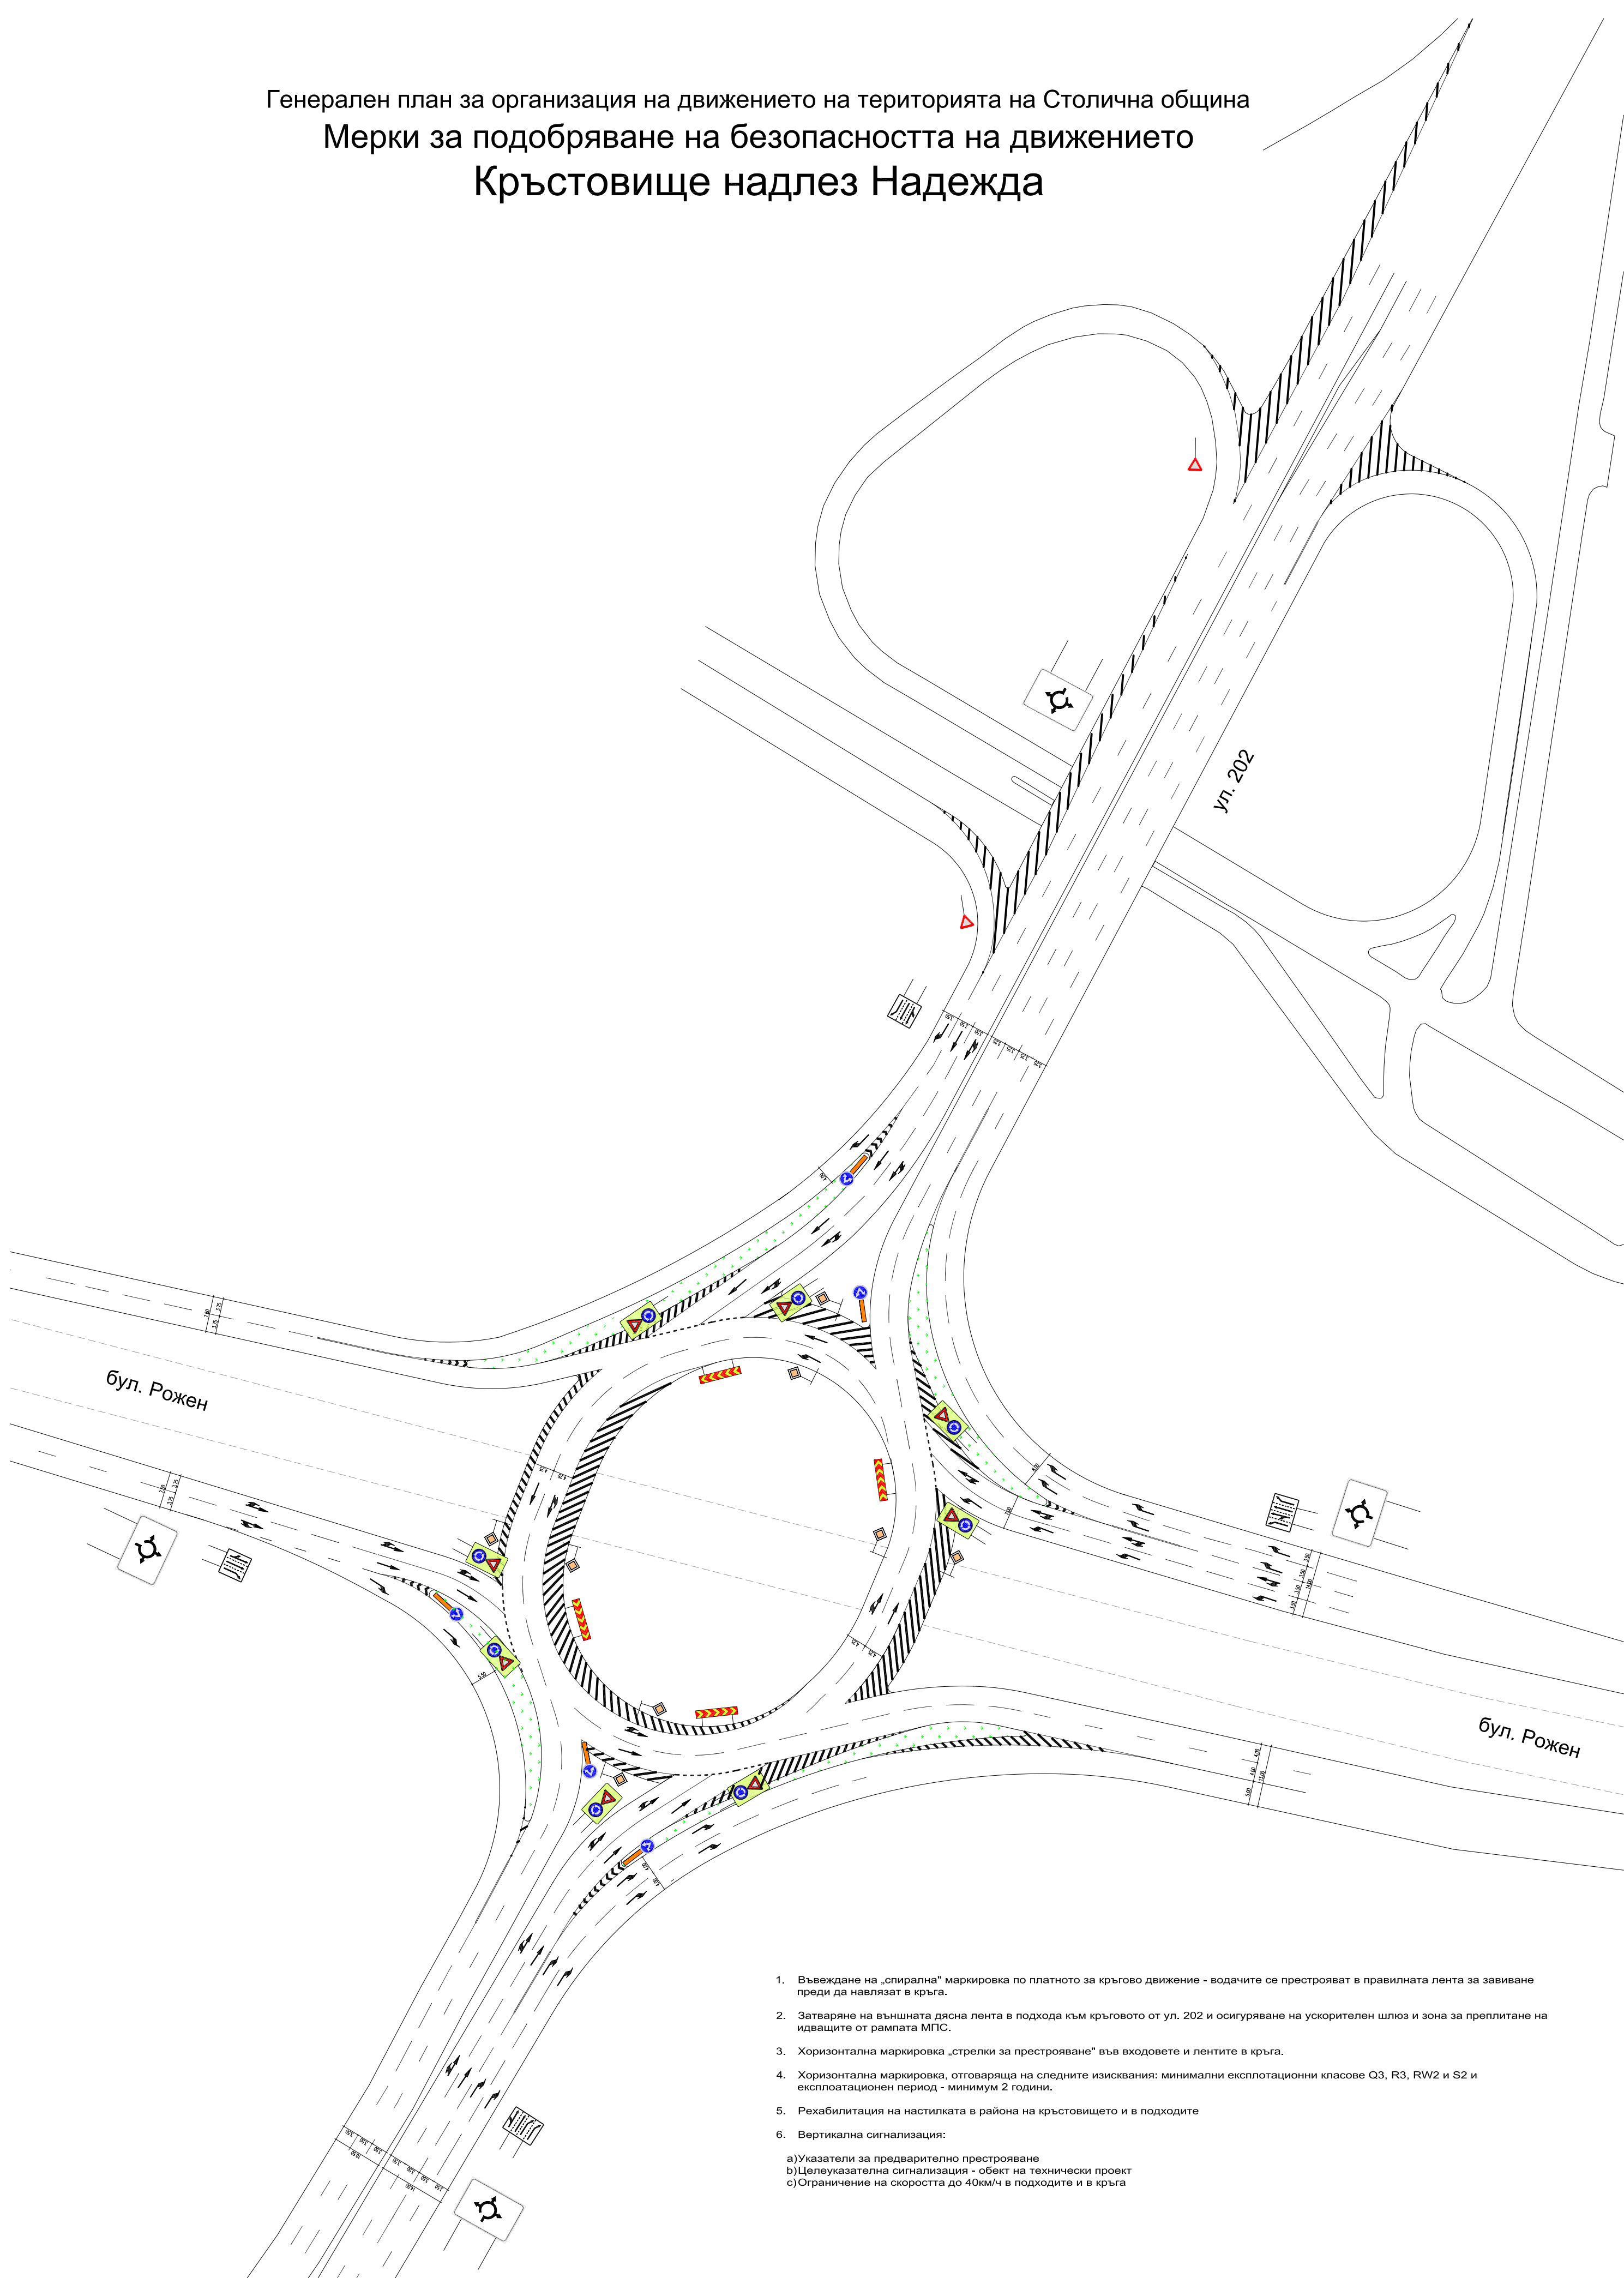 Генерален план за организация на движението на територията на Столична община
Мерки за подобряване на безопасността на движението
Кръстовище надлез Надежда
ул. 202
бул. Рожен
бул. Рожен
1. Въвеждане на „спирална" маркировка по платното за кръгово движение - водачите се престрояват в правилната лента за завиване
преди да навлязат в кръга.
2. Затваряне на външната дясна лента в подхода към кръговото от ул. 202 и осигуряване на ускорителен шлюз и зона за преплитане на
идващите от рампата МПС.
3. Хоризонтална маркировка „стрелки за престрояване" във входовете и лентите в кръга.
4. Хоризонтална маркировка, отговаряща на следните изисквания: минимални експлотационни класове Q3, R3, RW2 и S2 и
експлоатационен период - минимум 2 години.
5. Рехабилитация на настилката в района на кръстовището и в подходите
6. Вертикална сигнализация:
a)Указатели за предварително престрояване
b)Целеуказателна сигнализация - обект на технически проект
c)Ограничение на скоростта до 40км/ч в подходите и в кръга